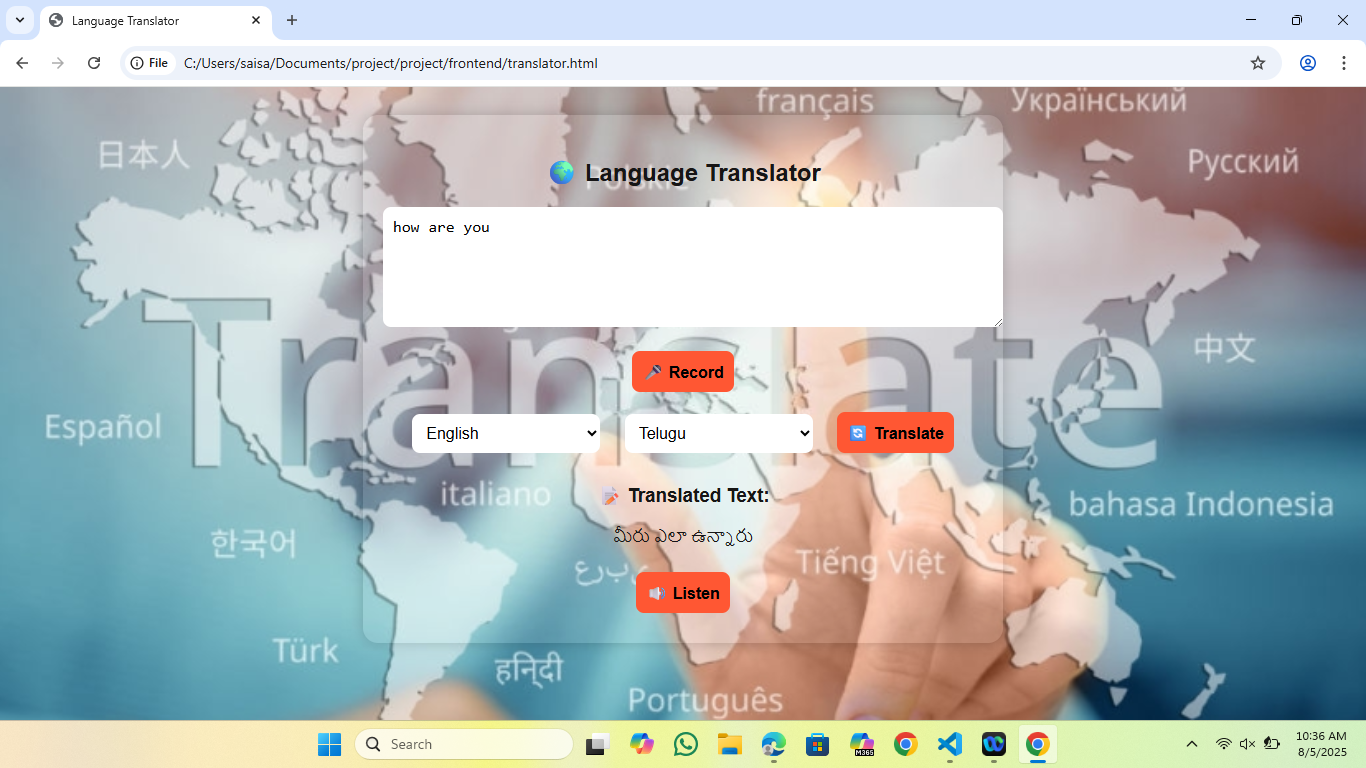 Language Translator
File C:/Users/saisa/Documents/project/project/frontend/translator.html
français
Український
日本人
Polskie
Русский
🌍 Language Translator
how are you
Translate
中文
🎤 Record
Español
English Telugu 🔄 Translate
italiano
📝 Translated Text:
bahasa Indonesia
한국어
మీరు ఎలా ఉన్నారు
Tiếng Việt
🔊 Listen
Türk
हिन्दी
Português
Search
M365
10:36 AM
8/5/2025